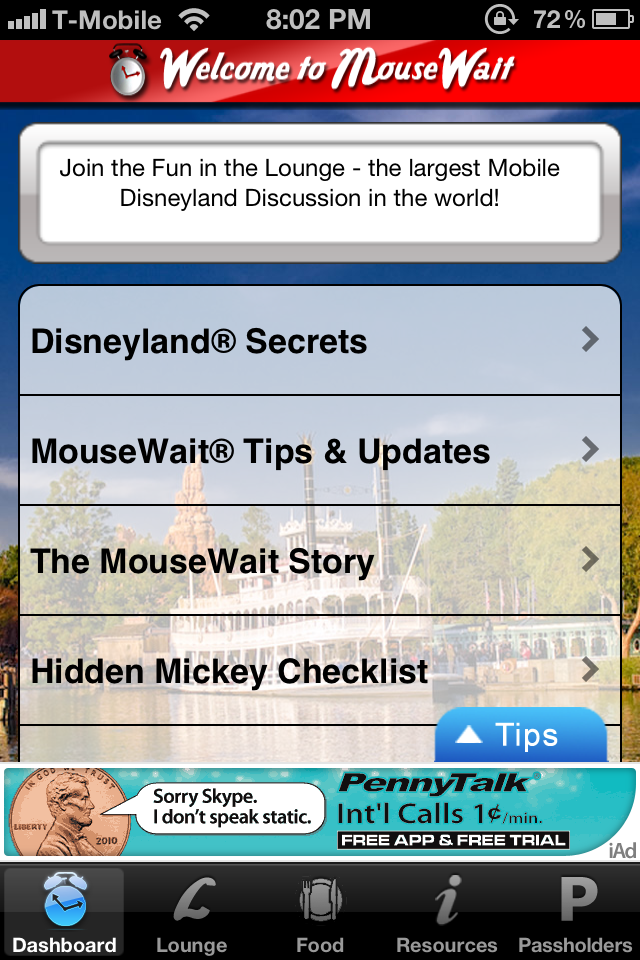 T-Mobile 8:02 PM 72%
Welcome to MouseWait
Join the Fun in the Lounge - the largest Mobile
Disneyland Discussion in the world!
Disneyland® Secrets
MouseWait® Tips & Updates
The MouseWait Story
Hidden Mickey Checklist
Tips
IN GOD WE TRUST
LIBERTY
2010
Sorry Skype.
I don't speak static.
PennyTalk
Int'l Calls 1¢/min.
FREE APP & FREE TRIAL
iAd
Dashboard Lounge Food Resources Passholders